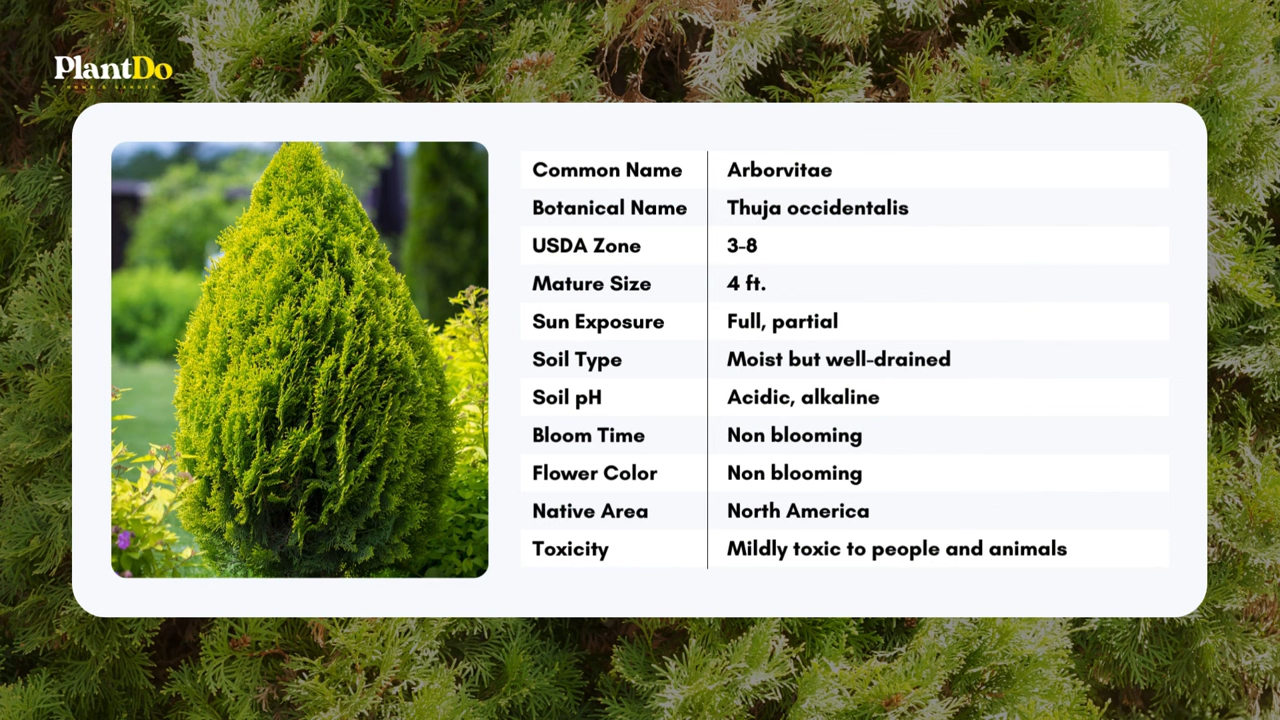 PlantDo
HOME & GARDEN
Common Name Arborvitae
Botanical Name Thuja occidentalis
USDA Zone 3-8
Mature Size 4 ft.
Sun Exposure Full, partial
Soil Type Moist but well-drained
Soil pH Acidic, alkaline
Bloom Time Non blooming
Flower Color Non blooming
Native Area North America
Toxicity Mildly toxic to people and animals